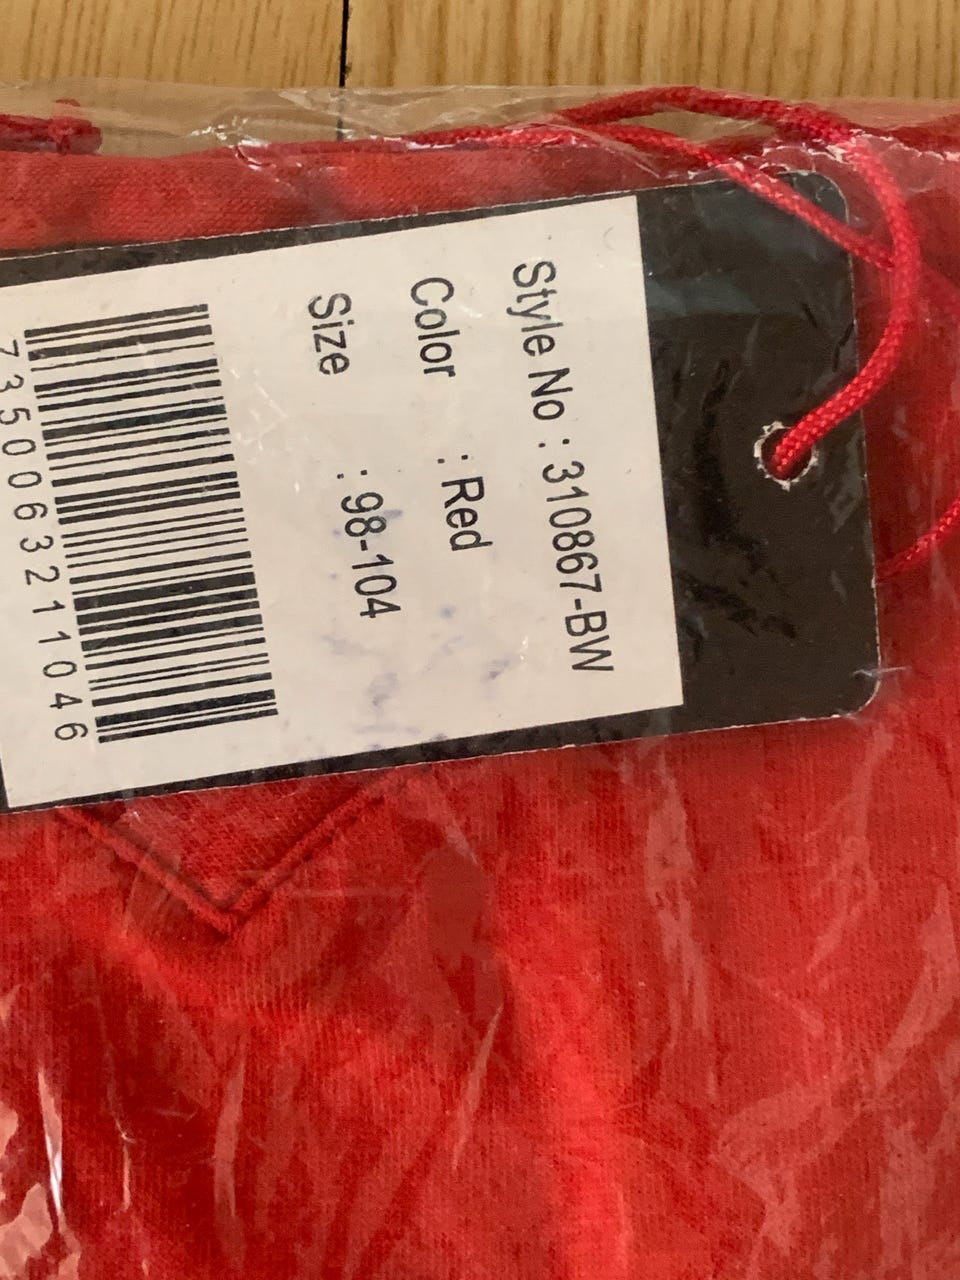 Style No : 310867-BW
Color : Red
Size : 98-104
7350063211046